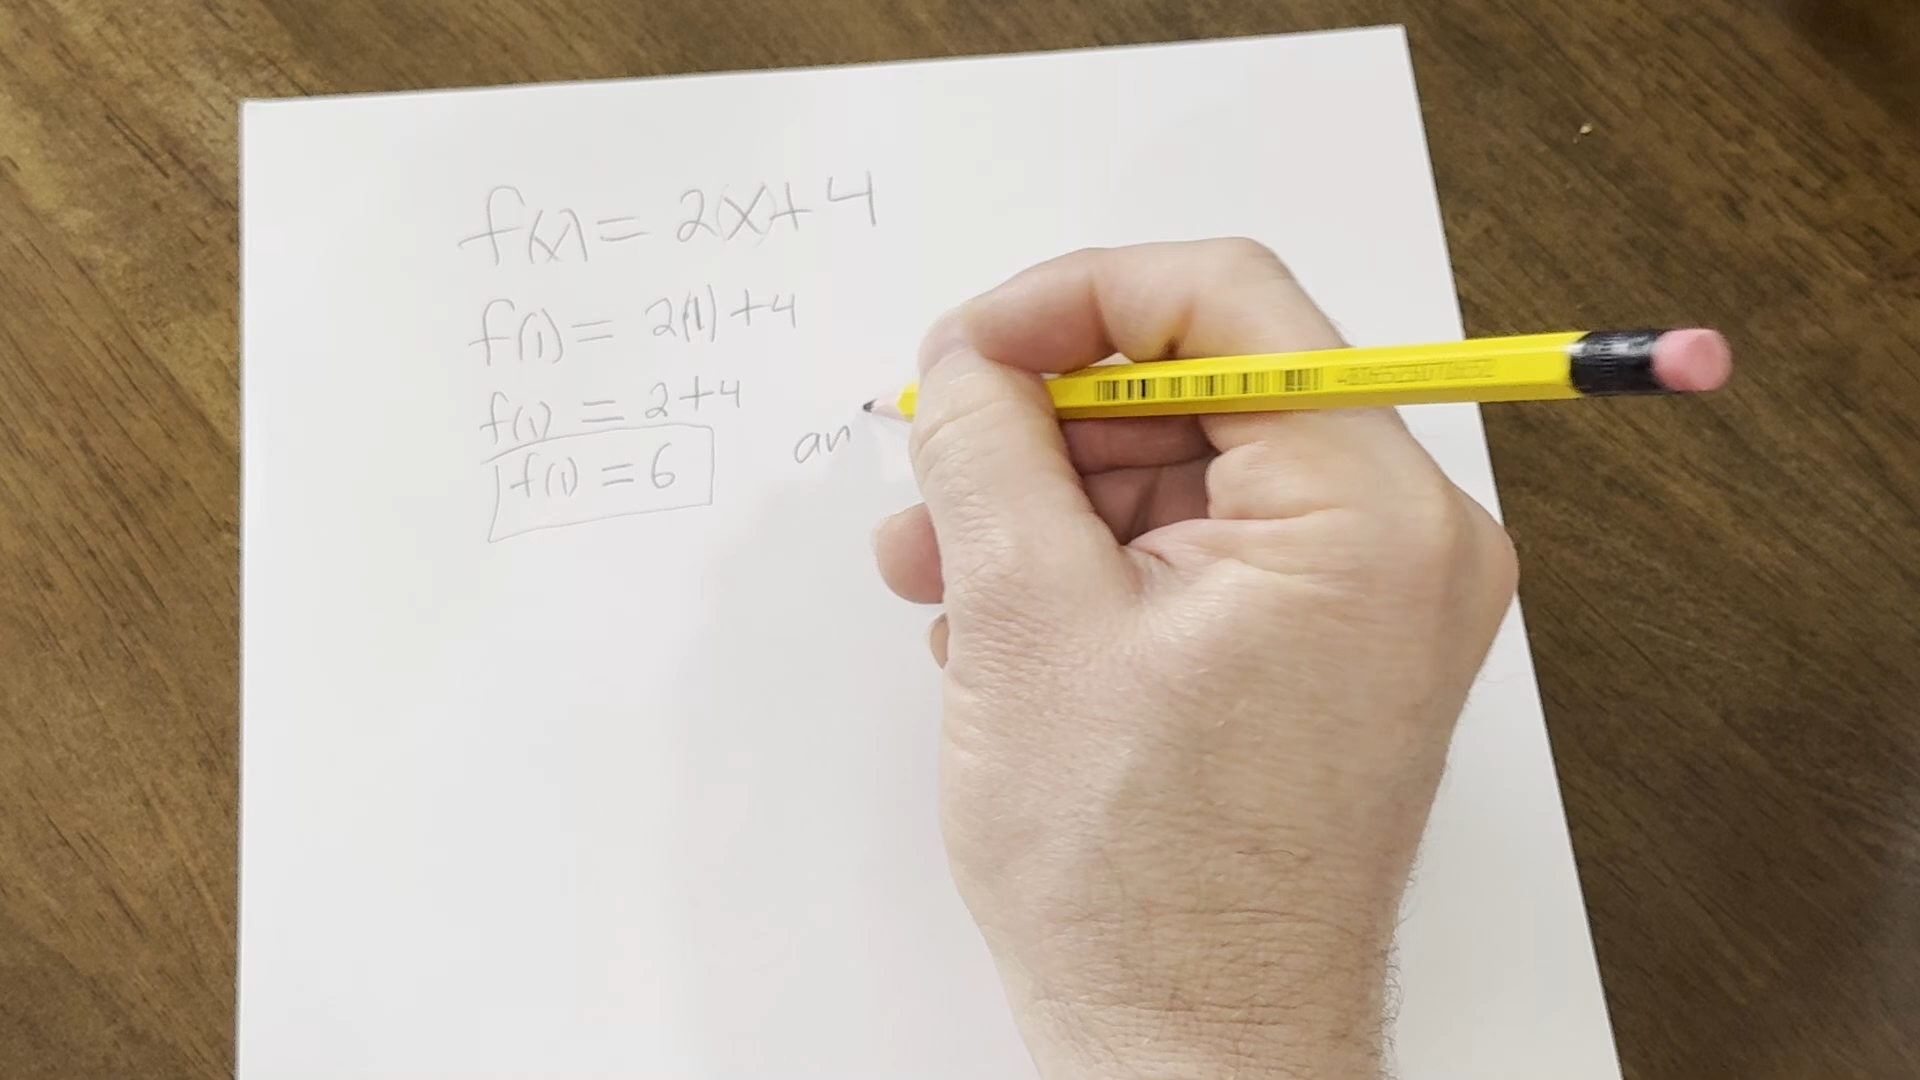 f(x) = 2(x) + 4
f(1) = 2(1) + 4
f(1) = 2 + 4
f(1) = 6
an